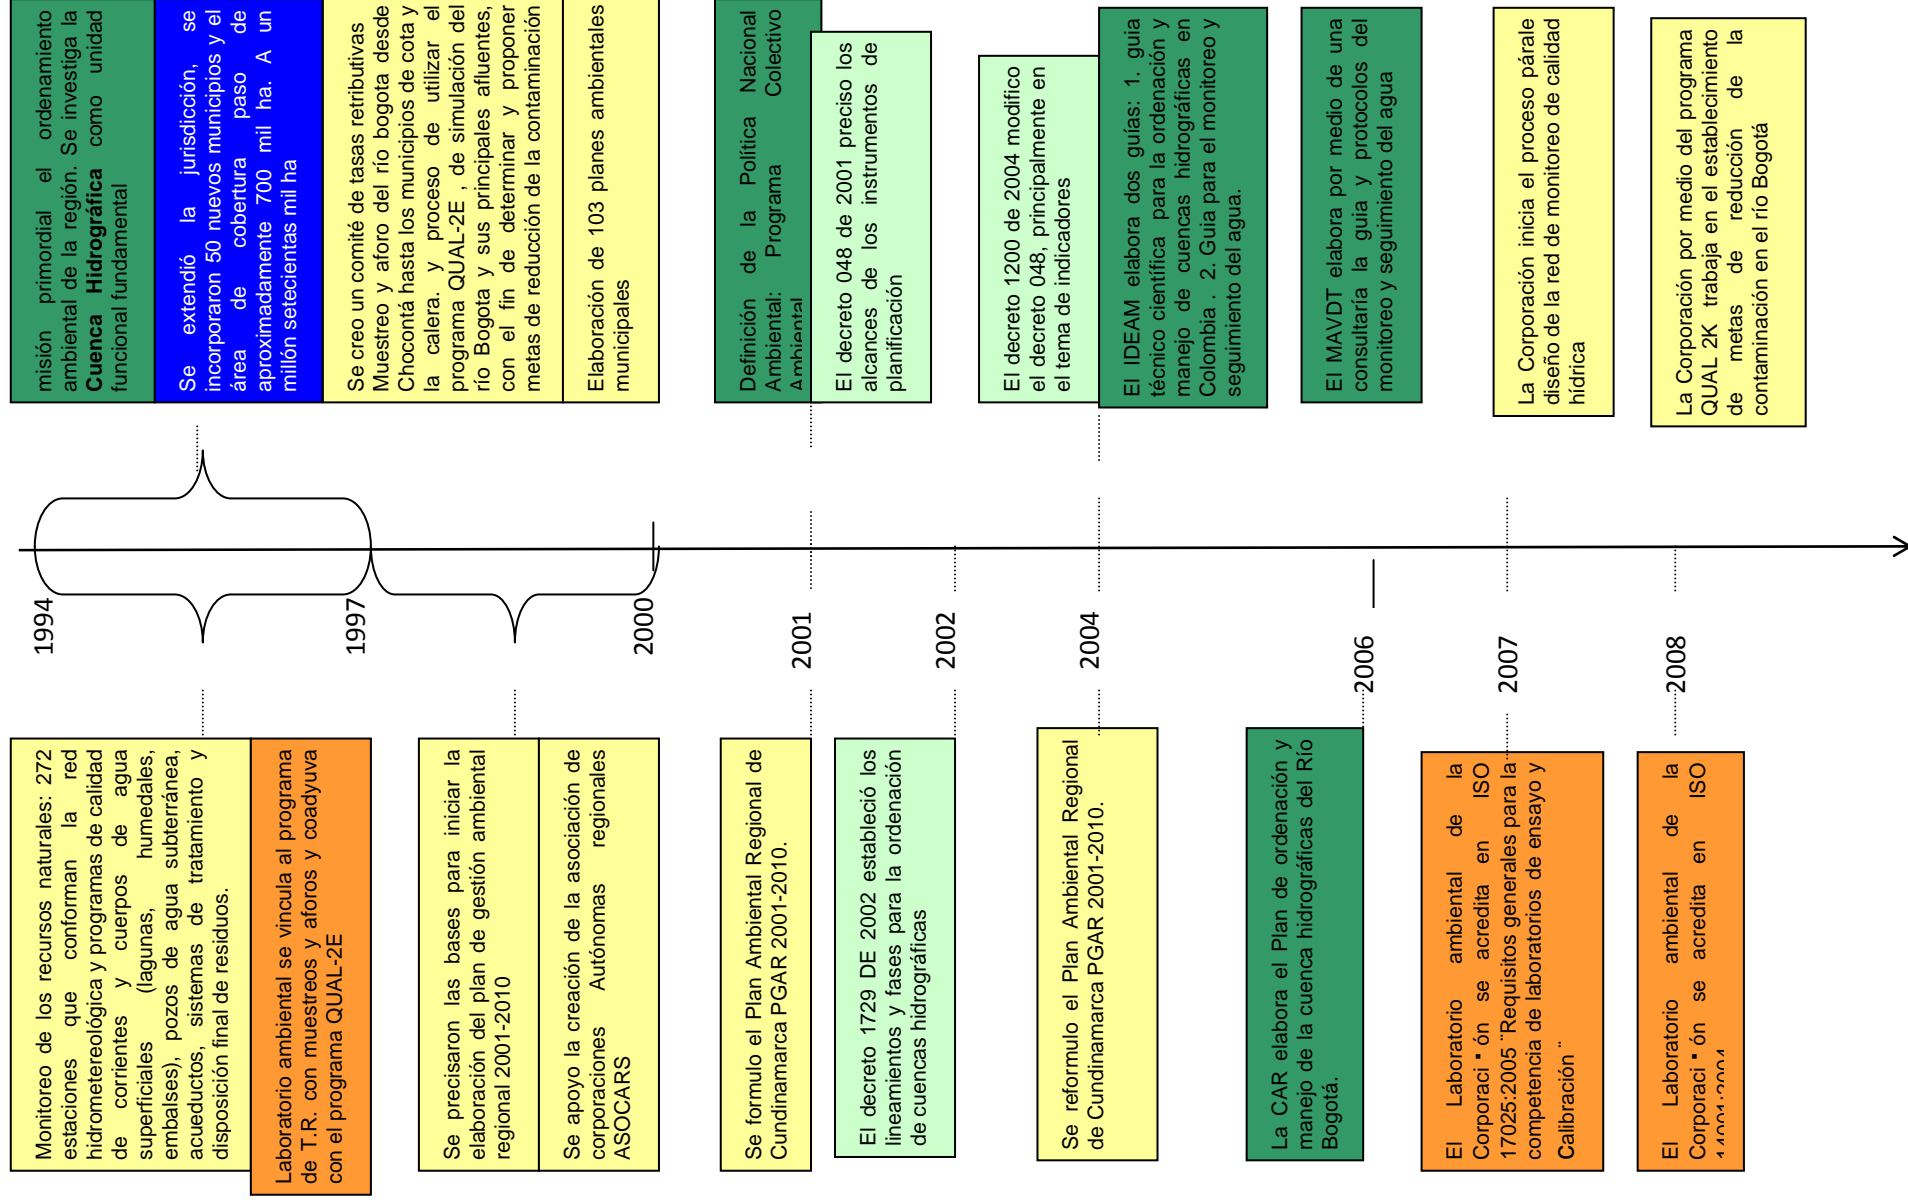 misión primordial el ordenamiento
ambiental de la región. Se investiga la
Cuenca Hidrográfica como unidad
funcional fundamental
Se extendió la jurisdicción, se
incorporaron 50 nuevos municipios y el
área de cobertura paso de
aproximadamente 700 mil ha. A un
millón setecientas mil ha
Se creo un comité de tasas retributivas
Muestreo y aforo del río bogota desde
Chocontá hasta los municipios de cota y
la calera. y proceso de utilizar el
programa QUAL-2E , de simulación del
río Bogota y sus principales afluentes,
con el fin de determinar y proponer
metas de reducción de la contaminación
Elaboración de 103 planes ambientales
municipales
Definición de la Política Nacional
Ambiental: Programa Colectivo
Ambiental
El decreto 048 de 2001 preciso los
alcances de los instrumentos de
planificación
El decreto 1200 de 2004 modifico
el decreto 048, principalmente en
el tema de indicadores
El IDEAM elabora dos guías: 1. guia
técnico científica para la ordenación y
manejo de cuencas hidrográficas en
Colombia . 2. Guia para el monitoreo y
seguimiento del agua.
El MAVDT elabora por medio de una
consultaría la guía y protocolos del
monitoreo y seguimiento del agua
La Corporación inicia el proceso párale
diseño de la red de monitoreo de calidad
hídrica
La Corporación por medio del programa
QUAL 2K trabaja en el establecimiento
de metas de reducción de la
contaminación en el río Bogotá
1994
1997
2000
2001
2002
2004
2006
2007
2008
Monitoreo de los recursos naturales: 272
estaciones que conforman la red
hidrometereológica y programas de calidad
de corrientes y cuerpos de agua
superficiales (lagunas, humedales,
embalses), pozos de agua subterránea,
acueductos, sistemas de tratamiento y
disposición final de residuos.
Laboratorio ambiental se vincula al programa
de T.R. con muestreos y aforos y coadyuva
con el programa QUAL-2E
Se precisaron las bases para iniciar la
elaboración del plan de gestión ambiental
regional 2001-2010
Se apoyo la creación de la asociación de
corporaciones Autónomas regionales
ASOCARS
Se formulo el Plan Ambiental Regional de
Cundinamarca PGAR 2001-2010.
El decreto 1729 DE 2002 estableció los
lineamientos y fases para la ordenación
de cuencas hidrográficas
Se reformulo el Plan Ambiental Regional
de Cundinamarca PGAR 2001-2010.
La CAR elabora el Plan de ordenación y
manejo de la cuenca hidrográficas del Río
Bogotá.
El Laboratorio ambiental de la
Corporaci¨ón se acredita en ISO
17025:2005 ¨Requisitos generales para la
competencia de laboratorios de ensayo y
Calibración ¨
El Laboratorio ambiental de la
Corporaci¨ón se acredita en ISO
14001:2004